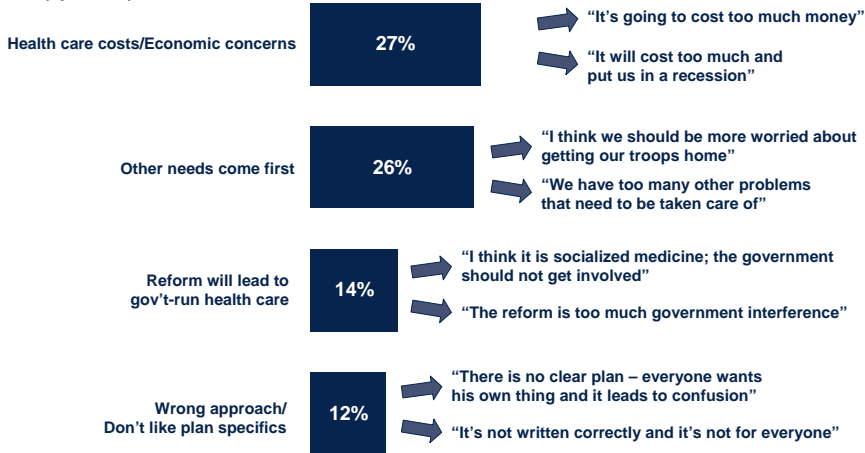 Health care costs/Economic concerns
27%
“It’s going to cost too much money”
“It will cost too much and
put us in a recession”
Other needs come first
26%
“I think we should be more worried about
getting our troops home”
“We have too many other problems
that need to be taken care of”
Reform will lead to
gov’t-run health care
14%
“I think it is socialized medicine; the government
should not get involved”
“The reform is too much government interference”
Wrong approach/
Don’t like plan specifics
12%
“There is no clear plan – everyone wants
his own thing and it leads to confusion”
“It’s not written correctly and it’s not for everyone”